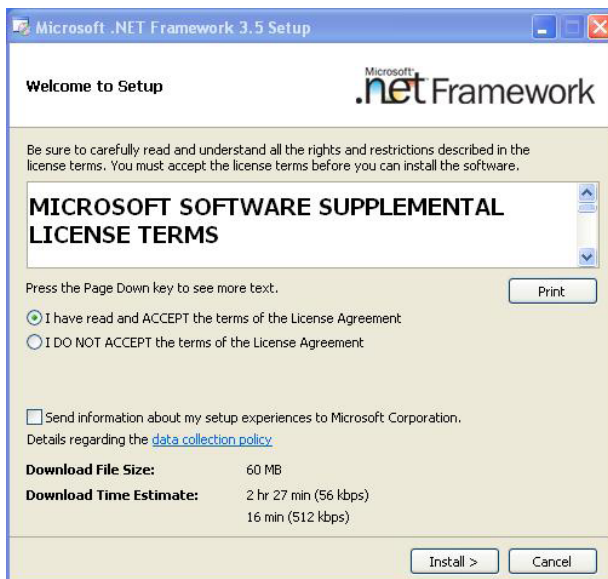 Microsoft .NET Framework 3.5 Setup
Welcome to Setup
Microsoft
.net Framework
Be sure to carefully read and understand all the rights and restrictions described in the
license terms. You must accept the license terms before you can install the software.
MICROSOFT SOFTWARE SUPPLEMENTAL
LICENSE TERMS
Press the Page Down key to see more text.
Print
I have read and ACCEPT the terms of the License Agreement
I DO NOT ACCEPT the terms of the License Agreement
Send information about my setup experiences to Microsoft Corporation.
Details regarding the data collection policy
Download File Size: 60 MB
Download Time Estimate: 2 hr 27 min (56 kbps)
16 min (512 kbps)
Install > Cancel